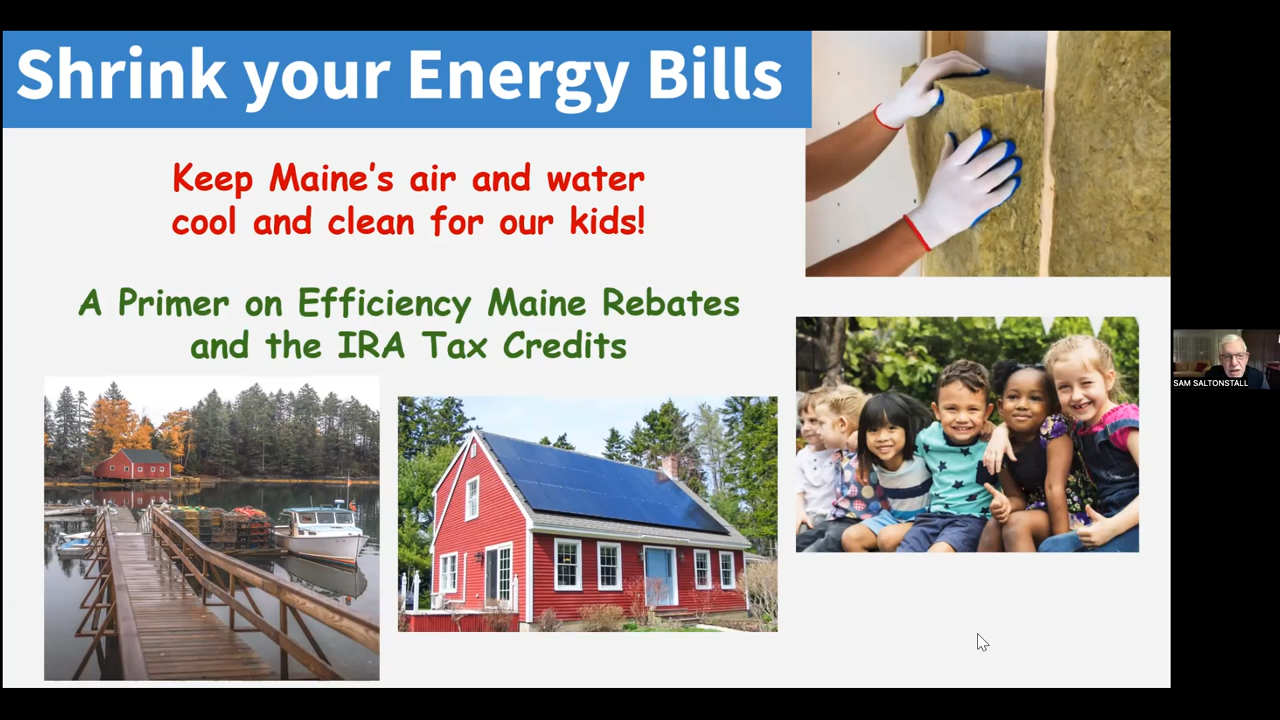 Shrink your Energy Bills
Keep Maine's air and water
cool and clean for our kids!
A Primer on Efficiency Maine Rebates
and the IRA Tax Credits
SAM SALTONSTALL